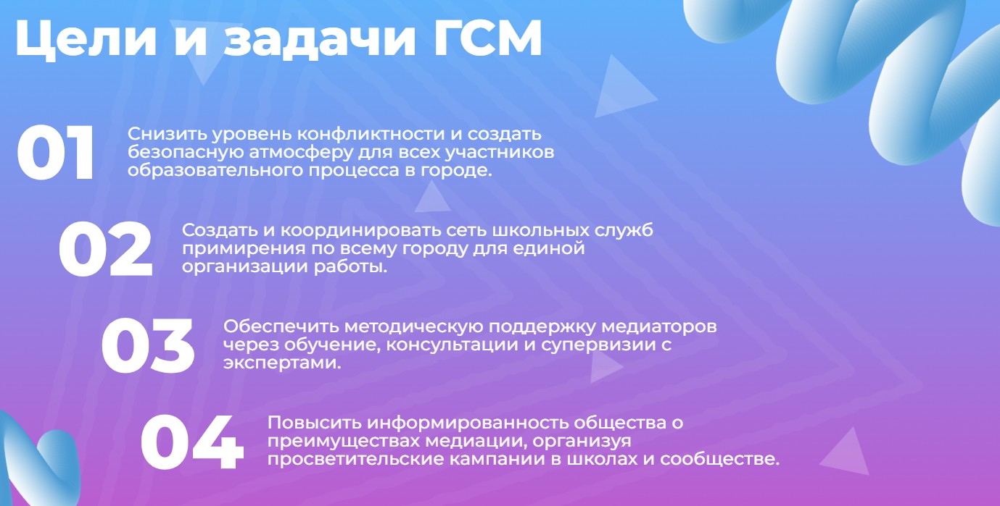 Цели и задачи ГСМ
01
Снизить уровень конфликтности и создать
безопасную атмосферу для всех участников
образовательного процесса в городе.
02
Создать и координировать сеть школьных служб
примирения по всему городу для единой
организации работы.
03
Обеспечить методическую поддержку медиаторов
через обучение, консультации и супервизии с
экспертами.
04
Повысить информированность общества о
преимуществах медиации, организуя
просветительские кампании в школах и сообществе.